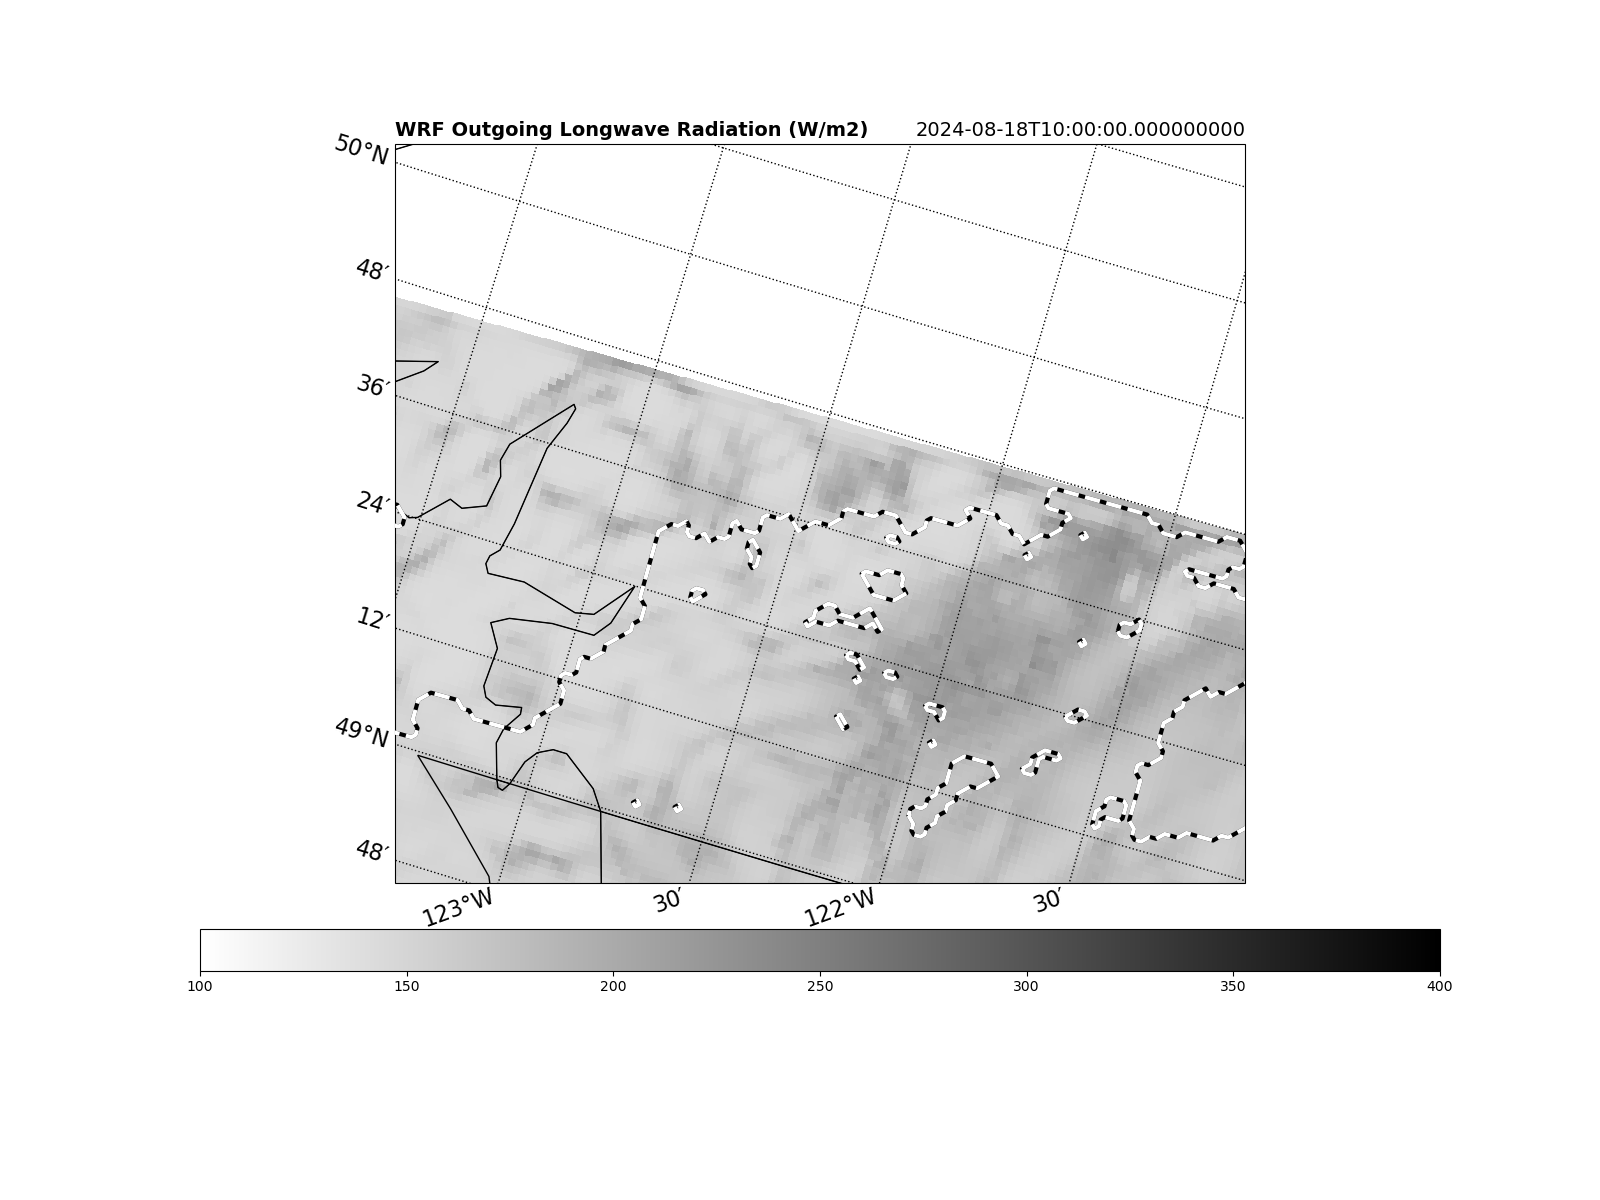 WRF Outgoing Longwave Radiation (W/m2) 2024-08-18T10:00:00.000000000
50°N
48′
36′
24′
12′
49°N
48′
123°W 30′ 122°W 30′
100 150 200 250 300 350 400